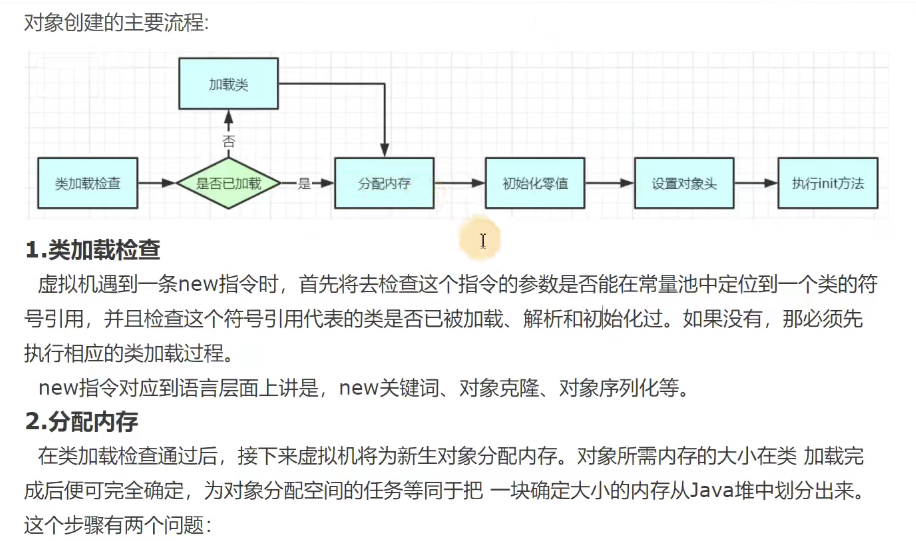 对象创建的主要流程:
加载类
否
类加载检查
是否已加载
是
分配内存
初始化零值
设置对象头
执行init方法
1.类加载检查
虚拟机遇到一条new指令时，首先将去检查这个指令的参数是否能在常量池中定位到一个类的符
号引用，并且检查这个符号引用代表的类是否已被加载、解析和初始化过。如果没有，那必须先
执行相应的类加载过程。
new指令对应到语言层面上讲是，new关键词、对象克隆、对象序列化等。
2.分配内存
在类加载检查通过后，接下来虚拟机将为新生对象分配内存。对象所需内存的大小在类 加载完
成后便可完全确定，为对象分配空间的任务等同于把 一块确定大小的内存从Java堆中划分出来。
这个步骤有两个问题：